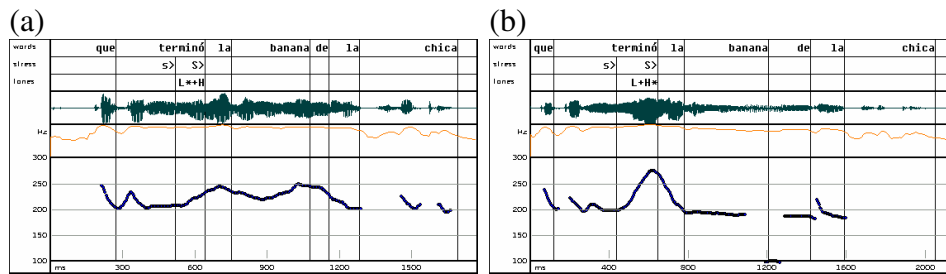 (a) (b)
words que terminó la banana de la chica
stress s> S>
tones L*+H
Hz
300
250
200
150
100
ms 300 600 900 1200 1500
words que terminó la banana de la chica
stress s> S>
tones L+H*
Hz
300
250
200
150
100
ms 400 800 1200 1600 2000